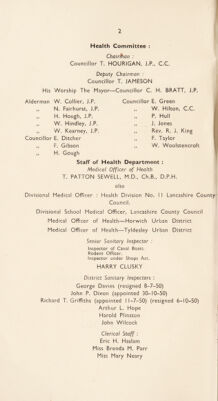 2
Health Committee :
Chairman :
Councillor T. HOURIGAN, J.P., C.C.
Deputy Chairman :
Councillor T. JAMESON
His Worship The Mayor—Councillor C. H. BRATT, J.P.
Alderman W. Collier, J.P. Councillor E. Green
„ N. Fairhurst, J.P. „ W. Hilton, C.C.
„ H. Hough, J.P. „ P. Hull
„ W. Hindley, J.P. „ J. Jones
„ W. Kearney, J.P. „ Rev. R. J. King
Councillor E. Ditcher „ F. Taylor
„ F. Gibson „ W. Woolstencroft
„ H. Gough
Staff of Health Department :
Medical Officer of Health
T. PATTON SEWELL, M.D., Ch.B., D.P.H.
also
Divisional Medical Officer : Health Division No. 11 Lancashire County
Council.
Divisional School Medical Officer, Lancashire County Council
Medical Officer of Health—Horwich Urban District
Medical Officer of Health—Tyldesley Urban District
Senior Sanitary Inspector :
Inspector of Canal Boats.
Rodent Officer.
Inspector under Shops Act.
HARRY CLUSKY
District Sanitary Inspectors :
George Davies (resigned 8-7-50)
John P. Dixon (appointed 30-10-50)
Richard T. Griffiths (appointed 11-7-50) (resigned 6-10-50)
Arthur L. Hope
Harold Plinston
John Wilcock
Clerical Staff :
Eric H. Haslam
Miss Brenda M. Parr
Miss Mary Neary